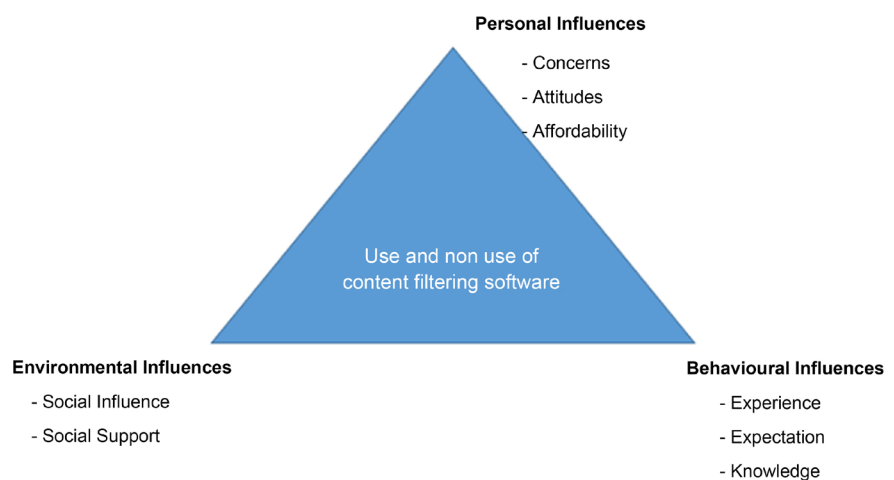 Personal Influences
- Concerns
- Attitudes
- Affordability
Use and non use of
content filtering software
Environmental Influences
- Social Influence
- Social Support
Behavioural Influences
- Experience
- Expectation
- Knowledge